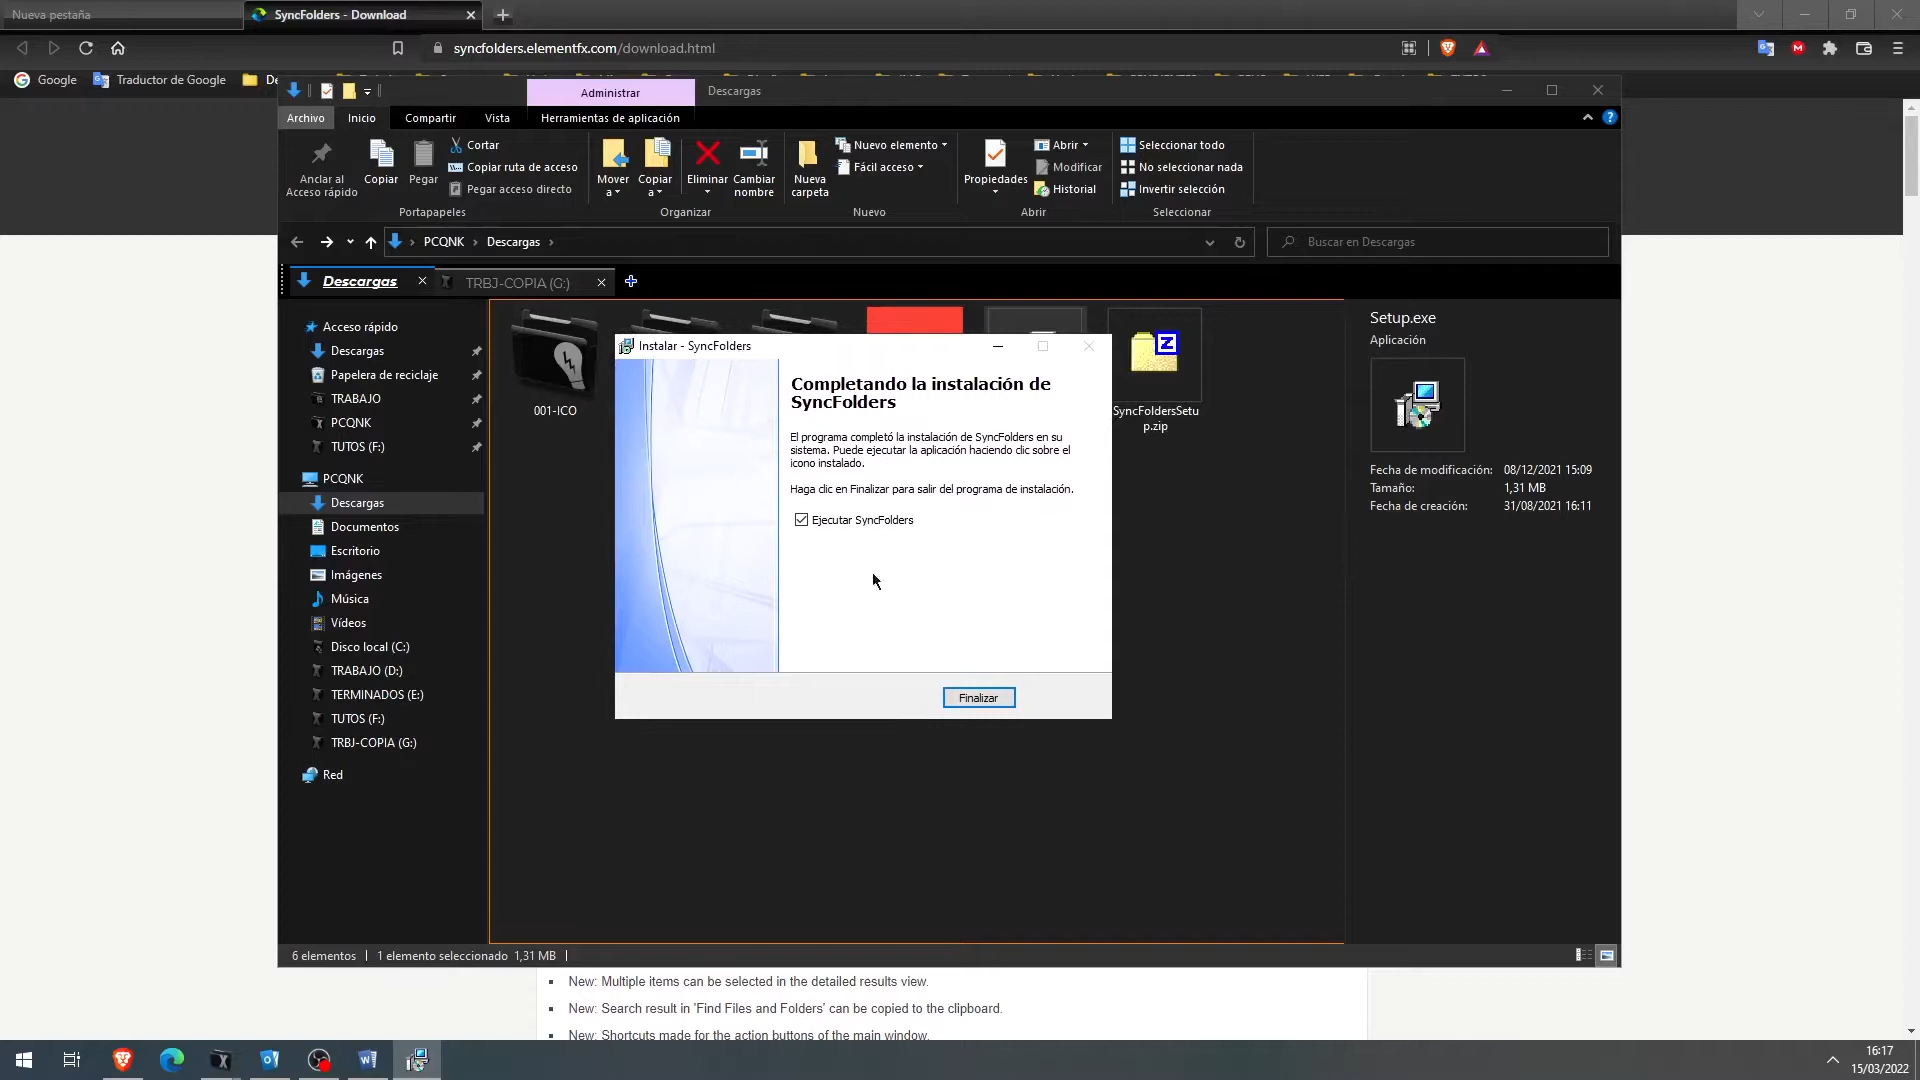 Nueva pestaña
SyncFolders - Download
syncfolders.elementfx.com/download.html
Google
Traductor de Google
Administrar
Descargas
Archivo
Inicio
Compartir
Vista
Herramientas de aplicación
Anclar al
Acceso rápido
Copiar
Pegar
Cortar
Copiar ruta de acceso
Pegar acceso directo
Portapapeles
Mover
a
Copiar
a
Eliminar
Cambiar
nombre
Organizar
Nueva
carpeta
Nuevo elemento
Fácil acceso
Nuevo
Propiedades
Abrir
Modificar
Historial
Abrir
Seleccionar todo
No seleccionar nada
Invertir selección
Seleccionar
PCQNK > Descargas >
Buscar en Descargas
Descargas
TRBJ-COPIA (G:)
Acceso rápido
Descargas
Papelera de reciclaje
TRABAJO
PCQNK
TUTOS (F:)
PCQNK
Descargas
Documentos
Escritorio
Imágenes
Música
Vídeos
Disco local (C:)
TRABAJO (D:)
TERMINADOS (E:)
TUTOS (F:)
TRBJ-COPIA (G:)
Red
001-ICO
SyncFoldersSetu
p.zip
Instalar - SyncFolders
Completando la instalación de
SyncFolders
El programa completó la instalación de SyncFolders en su
sistema. Puede ejecutar la aplicación haciendo clic sobre el
icono instalado.
Haga clic en Finalizar para salir del programa de instalación.
Ejecutar SyncFolders
Finalizar
Setup.exe
Aplicación
Fecha de modificación: 08/12/2021 15:09
Tamaño: 1,31 MB
Fecha de creación: 31/08/2021 16:11
6 elementos
1 elemento seleccionado 1,31 MB
New: Multiple items can be selected in the detailed results view.
New: Search result in 'Find Files and Folders' can be copied to the clipboard.
New: Shortcuts made for the action buttons of the main window.
16:17
15/03/2022